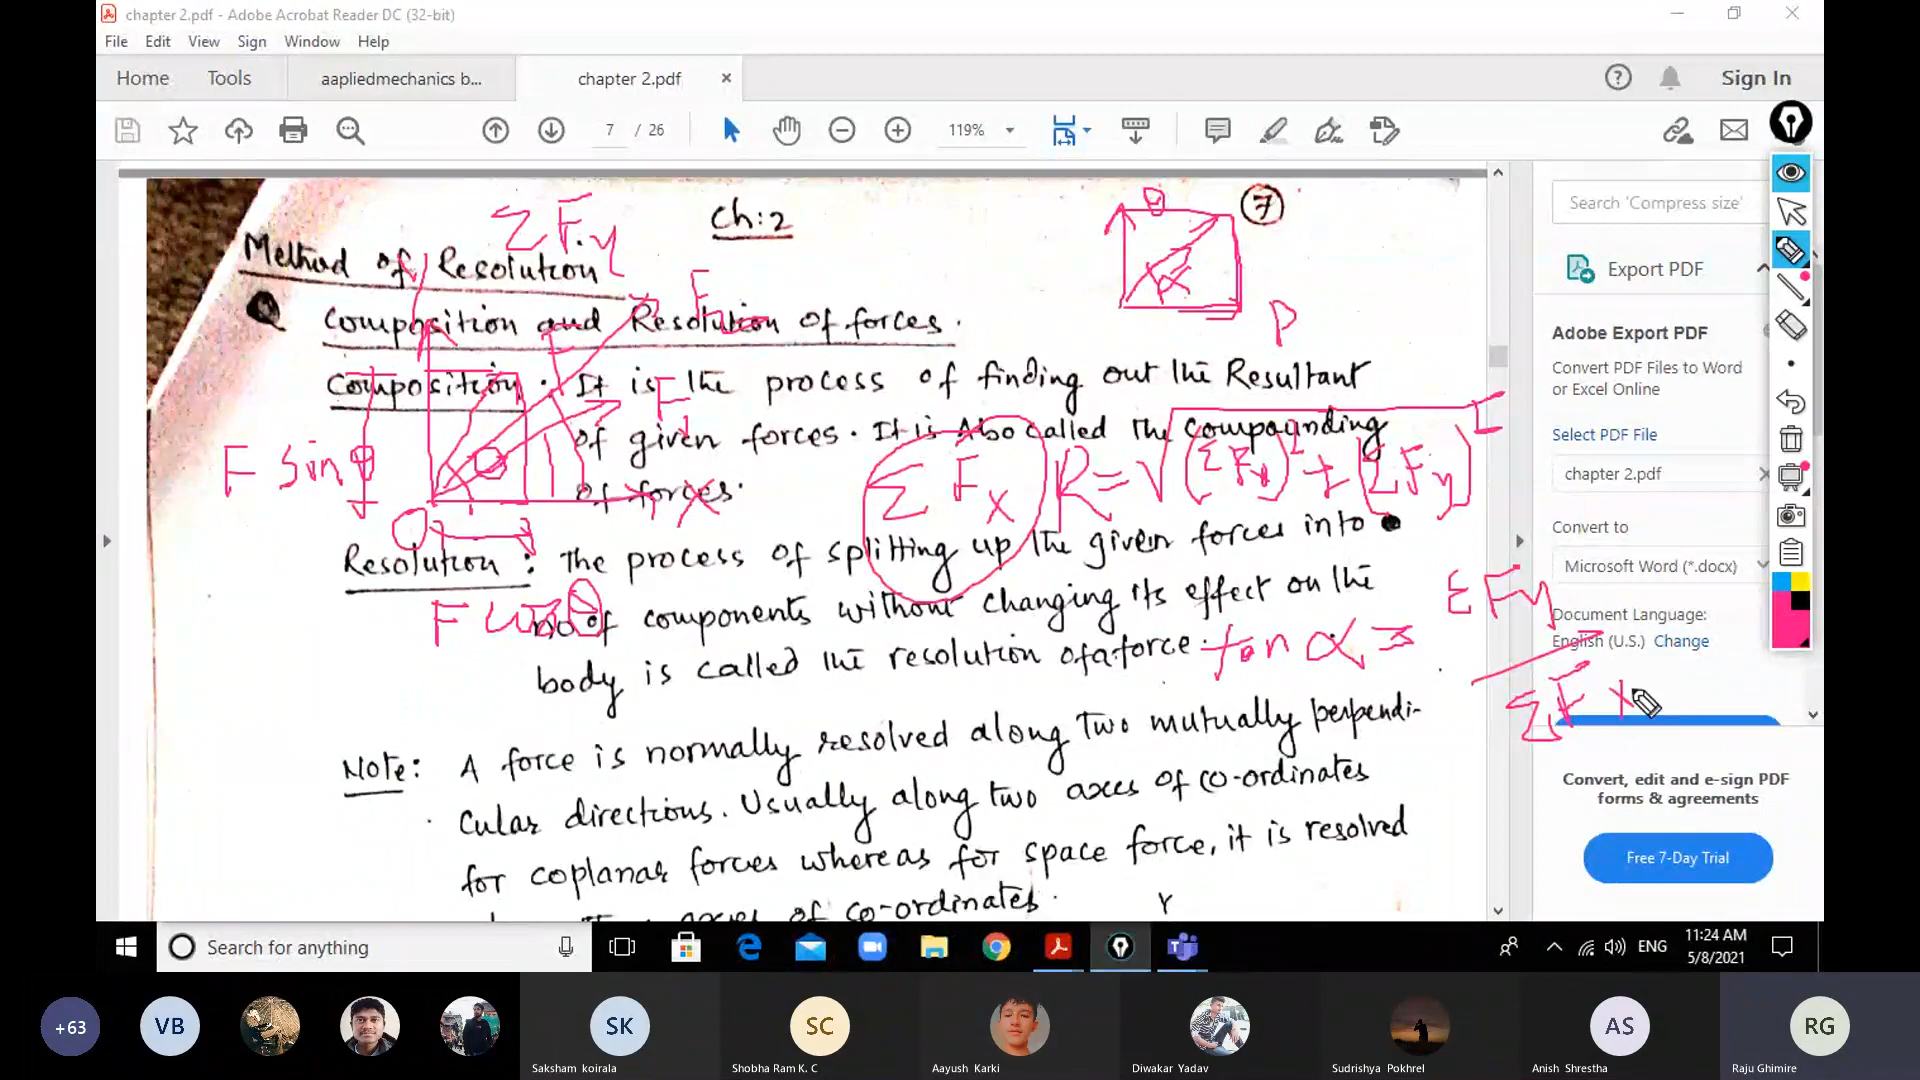 chapter 2.pdf - Adobe Acrobat Reader DC (32-bit)
File Edit View Sign Window Help
Home Tools aapliedmechanics b... chapter 2.pdf × Sign In
7 / 26 119%
Search 'Compress size'
Export PDF
Adobe Export PDF
Convert PDF Files to Word
or Excel Online
Select PDF File
chapter 2.pdf
Convert to
Microsoft Word (*.docx)
Document Language:
English (U.S.) Change
Convert, edit and e-sign PDF
forms & agreements
Free 7-Day Trial
Ch:2
7
Method of Resolution
Q Composition and Resolution of forces.
Composition : It is the process of finding out the Resultant
of given forces. It is Also called the compounding
of forces.
Resolution : The process of splitting up the given forces into
no of components without changing its effect on the
body is called the resolution of a force.
Note: A force is normally resolved along two mutually perpendi-
cular directions. Usually along two axes of co-ordinates
for coplanar forces whereas for space force, it is resolved
axes of co-ordinates.
Y
ΣFy
F
F1
F Sin θ
O
X
F cos θ
θ
α
P
ΣFx
R = √(ΣFx)² + (ΣFy)²
tan α = ΣFy
ΣFx
Search for anything
ENG
11:24 AM
5/8/2021
+63 VB SK SC AS RG
Saksham koirala Shobha Ram K. C Aayush Karki Diwakar Yadav Sudrishya Pokhrel Anish Shrestha Raju Ghimire